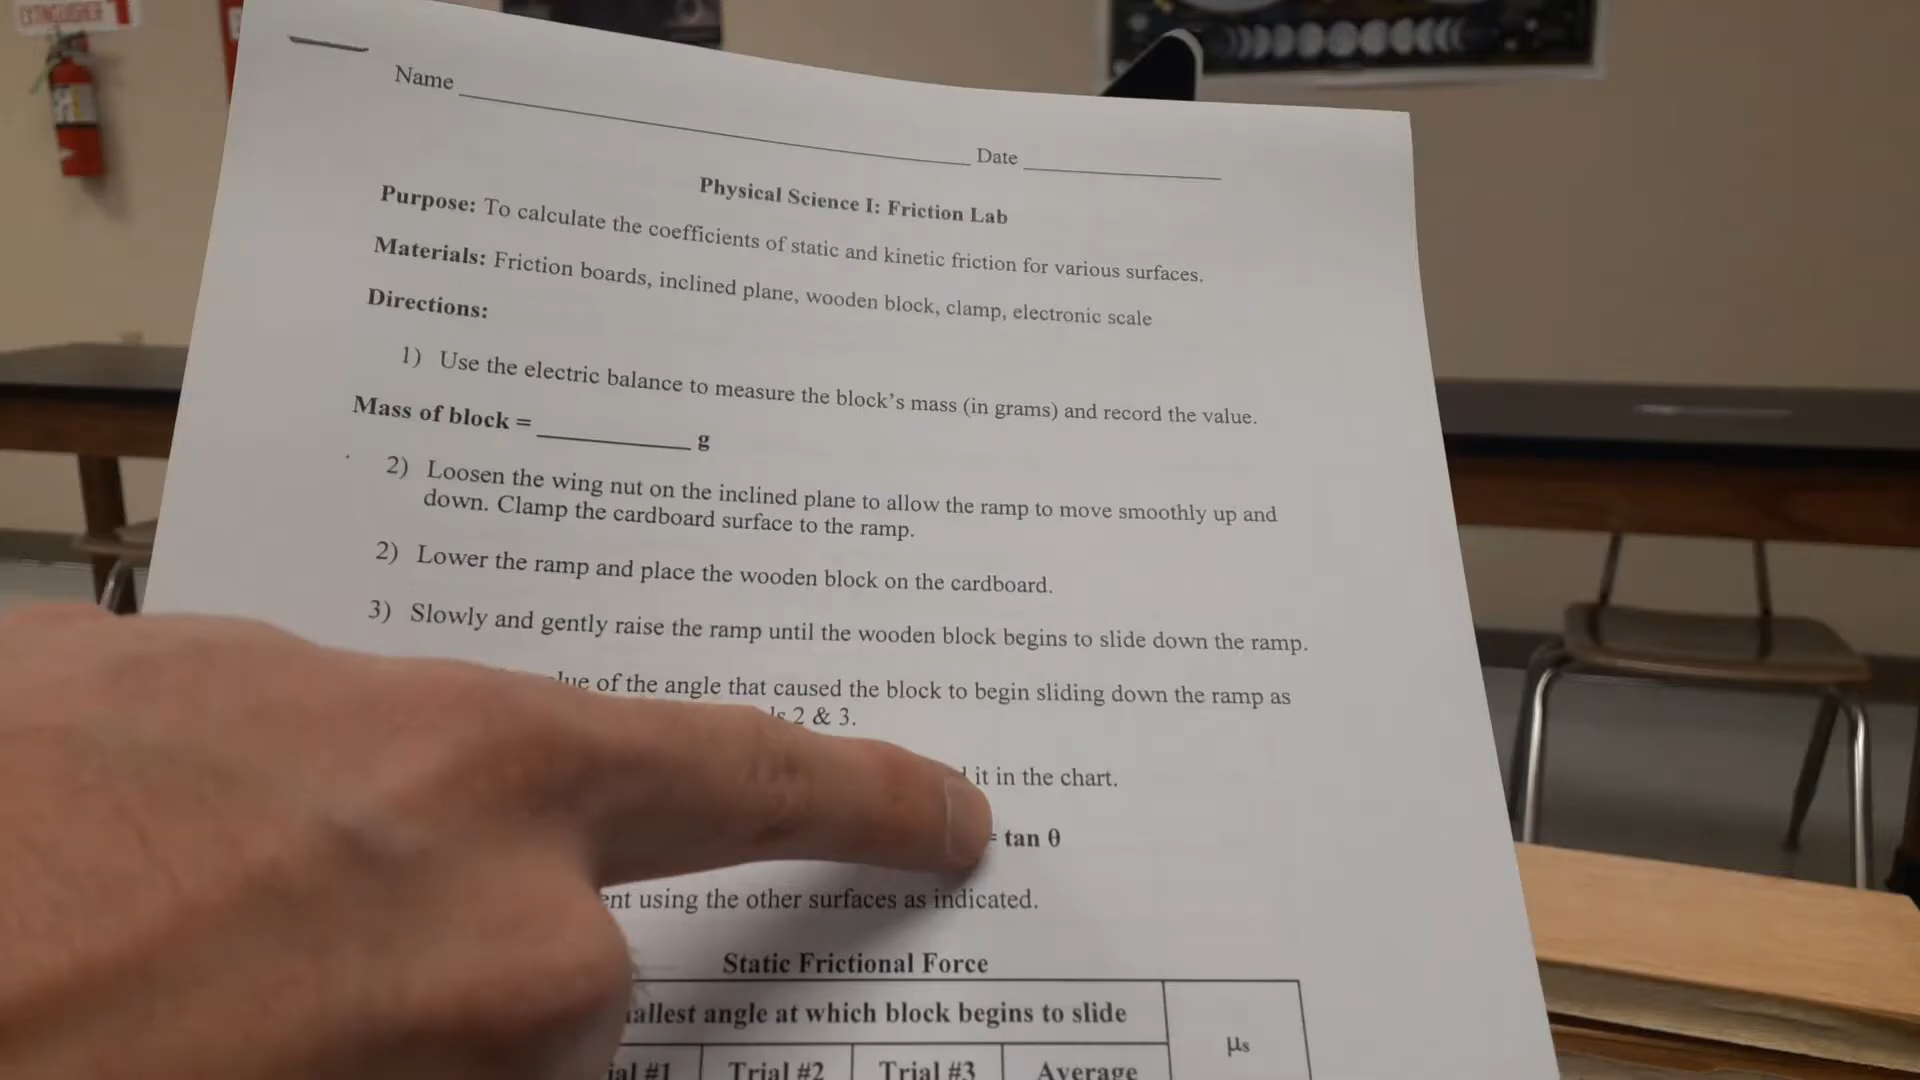 EXTINGUISHER
Name
Date
Physical Science I: Friction Lab
Purpose: To calculate the coefficients of static and kinetic friction for various surfaces.
Materials: Friction boards, inclined plane, wooden block, clamp, electronic scale
Directions:
1) Use the electric balance to measure the block's mass (in grams) and record the value.
Mass of block = g
2) Loosen the wing nut on the inclined plane to allow the ramp to move smoothly up and
down. Clamp the cardboard surface to the ramp.
2) Lower the ramp and place the wooden block on the cardboard.
3) Slowly and gently raise the ramp until the wooden block begins to slide down the ramp.
of the angle that caused the block to begin sliding down the ramp as
2 & 3.
it in the chart.
= tan θ
using the other surfaces as indicated.
Static Frictional Force
angle at which block begins to slide
μs
#1 Trial #2 Trial #3 Average